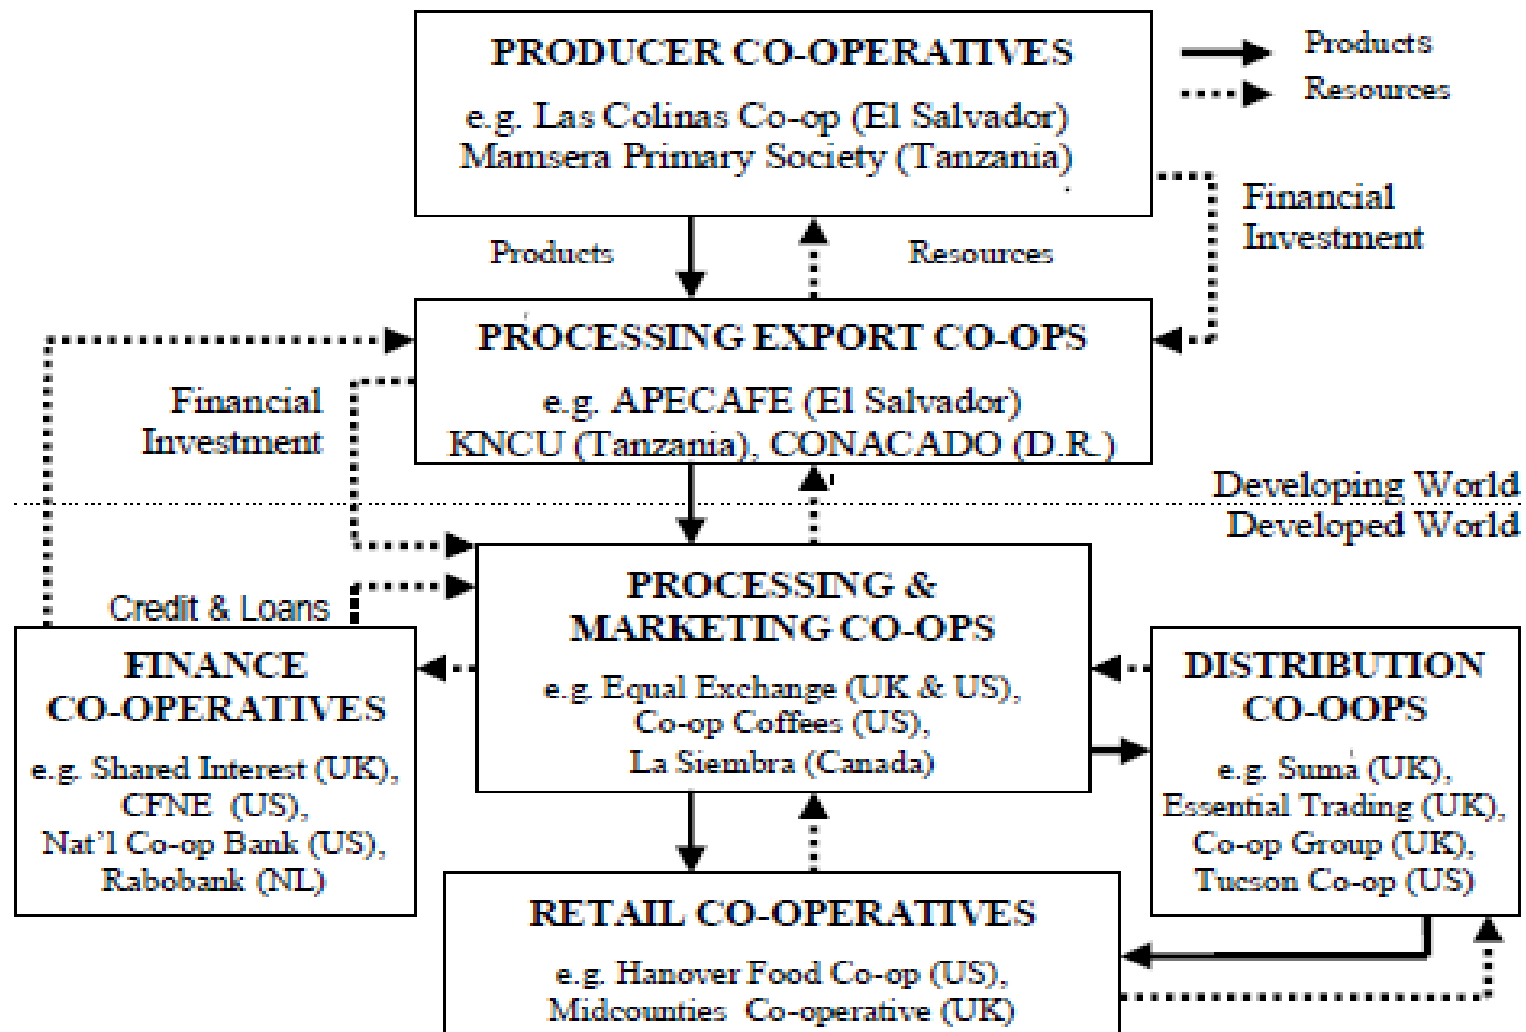 PRODUCER CO-OPERATIVES
e.g. Las Colinas Co-op (El Salvador)
Mamsera Primary Society (Tanzania)
Products
Resources
Financial
Investment
Products
Resources
PROCESSING EXPORT CO-OPS
e.g. APECAFE (El Salvador)
KNCU (Tanzania), CONACADO (D.R.)
Financial
Investment
Developing World
Developed World
Credit & Loans
PROCESSING &
MARKETING CO-OPS
e.g. Equal Exchange (UK & US),
Co-op Coffees (US),
La Siembra (Canada)
FINANCE
CO-OPERATIVES
e.g. Shared Interest (UK),
CFNE (US),
Nat'l Co-op Bank (US),
Rabobank (NL)
DISTRIBUTION
CO-OOPS
e.g. Suma (UK),
Essential Trading (UK),
Co-op Group (UK),
Tucson Co-op (US)
RETAIL CO-OPERATIVES
e.g. Hanover Food Co-op (US),
Midcounties Co-operative (UK)